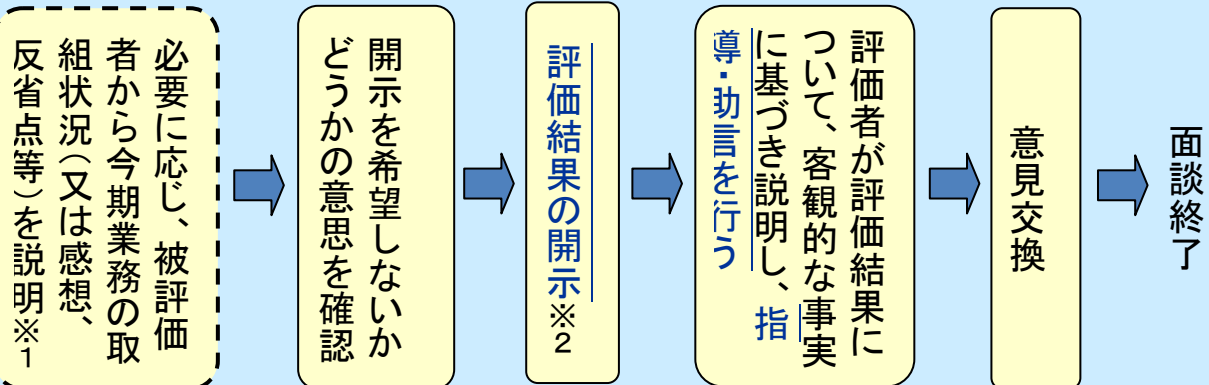 必要に応じ、被評価
者から今期業務の取
組状況(又は感想、
反省点等)を説明※1
開示を希望しないか
どうかの意思を確認
評価結果の開示※2
評価者が評価結果に
ついて、客観的な事実
に基づき説明し、指
導・助言を行う
意見交換
面談終了